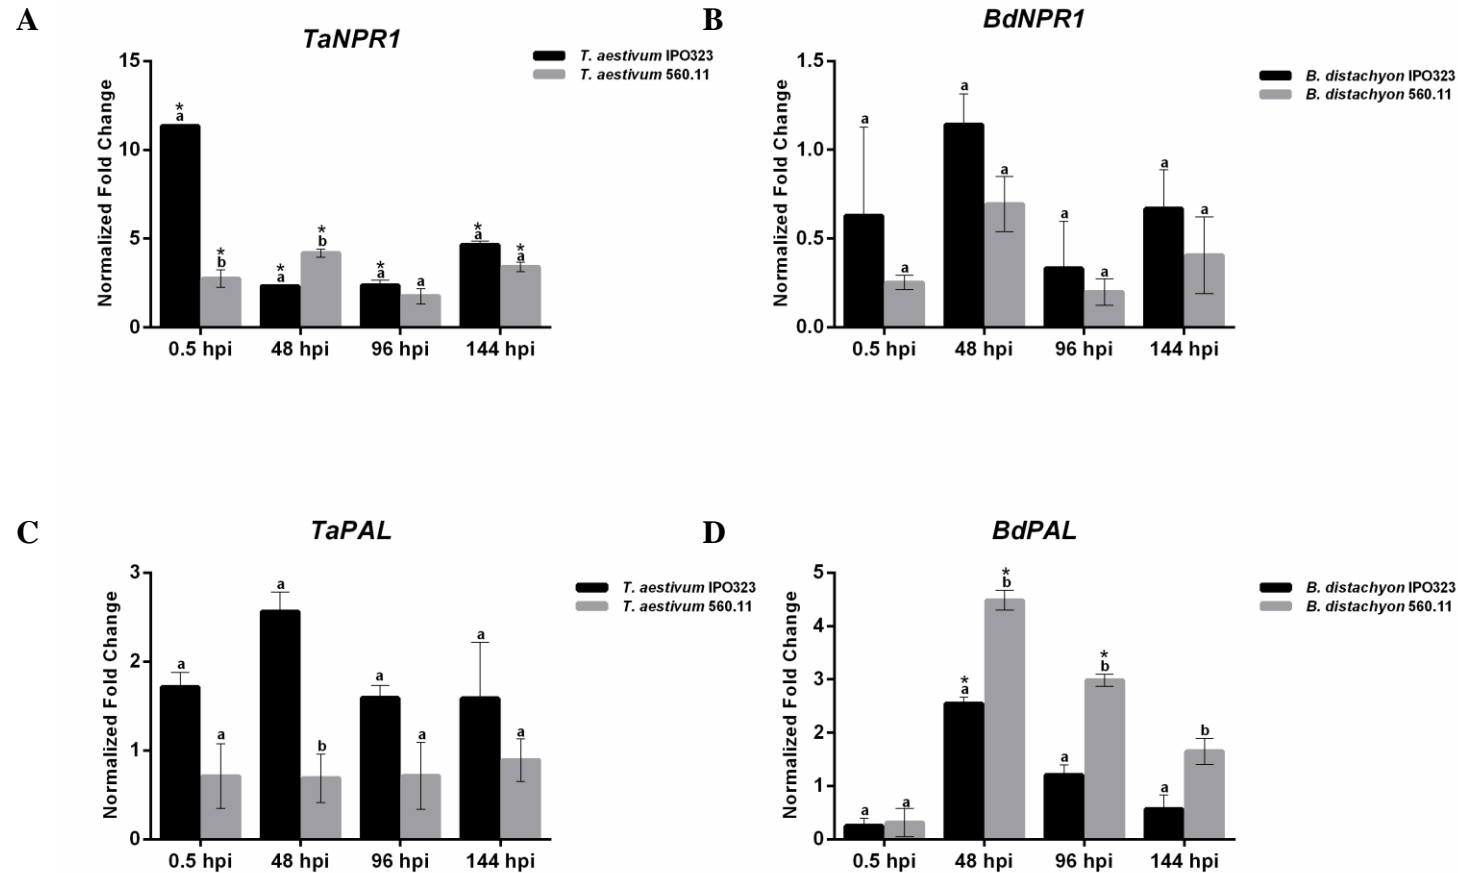 A
TaNPR1
T. aestivum IPO323
T. aestivum 560.11
Normalized Fold Change
15
10
5
0
*
a
*
b
*
a
*
b
*
a
a
*
a
*
a
0.5 hpi 48 hpi 96 hpi 144 hpi
B
BdNPR1
B. distachyon IPO323
B. distachyon 560.11
Normalized Fold Change
1.5
1.0
0.5
0.0
a
a
a
a
a
a
a
a
0.5 hpi 48 hpi 96 hpi 144 hpi
C
TaPAL
T. aestivum IPO323
T. aestivum 560.11
Normalized Fold Change
3
2
1
0
a
a
a
b
a
a
a
a
0.5 hpi 48 hpi 96 hpi 144 hpi
D
BdPAL
B. distachyon IPO323
B. distachyon 560.11
Normalized Fold Change
5
4
3
2
1
0
a
a
*
a
*
b
a
*
b
a
b
0.5 hpi 48 hpi 96 hpi 144 hpi